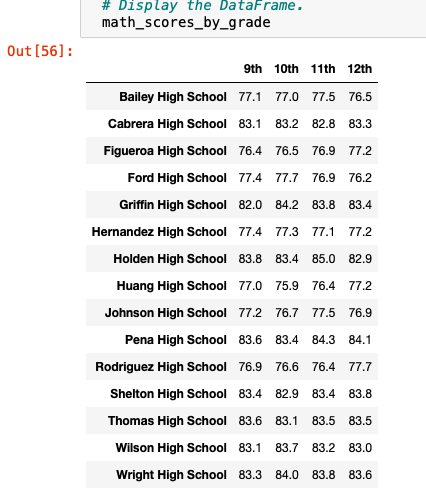 # Display the DataFrame.
math_scores_by_grade
Out[56]:
9th 10th 11th 12th
Bailey High School 77.1 77.0 77.5 76.5
Cabrera High School 83.1 83.2 82.8 83.3
Figueroa High School 76.4 76.5 76.9 77.2
Ford High School 77.4 77.7 76.9 76.2
Griffin High School 82.0 84.2 83.8 83.4
Hernandez High School 77.4 77.3 77.1 77.2
Holden High School 83.8 83.4 85.0 82.9
Huang High School 77.0 75.9 76.4 77.2
Johnson High School 77.2 76.7 77.5 76.9
Pena High School 83.6 83.4 84.3 84.1
Rodriguez High School 76.9 76.6 76.4 77.7
Shelton High School 83.4 82.9 83.4 83.8
Thomas High School 83.6 83.1 83.5 83.5
Wilson High School 83.1 83.7 83.2 83.0
Wright High School 83.3 84.0 83.8 83.6